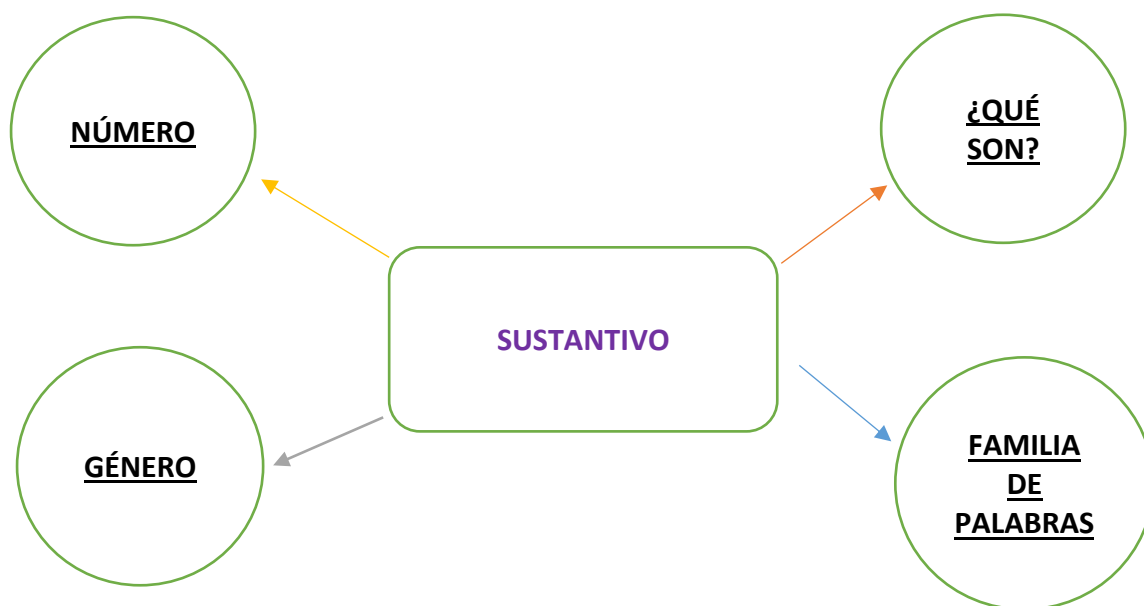 NÚMERO
¿QUÉ
SON?
SUSTANTIVO
GÉNERO
FAMILIA
DE
PALABRAS